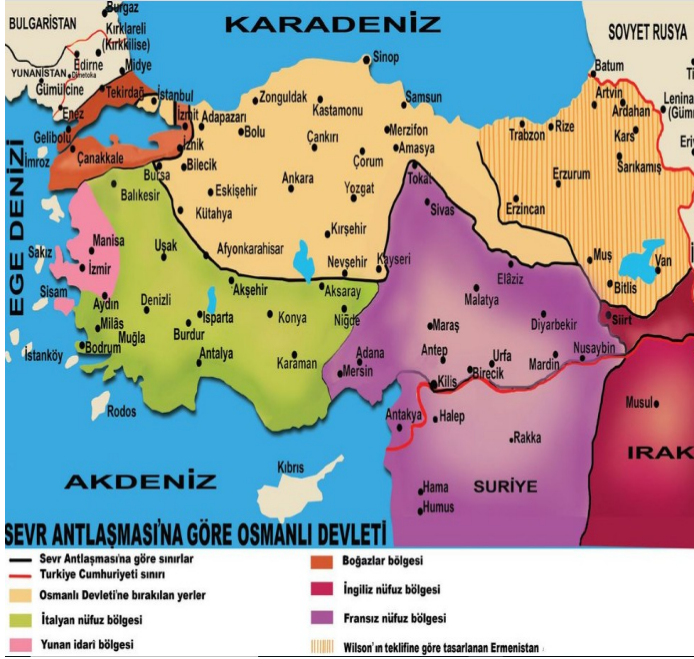 KARADENİZ
BULGARİSTAN
Burgaz
Kırklareli
(Kırkkilise)
SOVYET RUSYA
Edirne
Dimetoka
YUNANİSTAN
Midye
Gümülcine
Tekirdağ
Enez
Gelibolu
İmroz
Çanakkale
İstanbul
İzmit
Adapazarı
İznik
Bilecik
Bursa
Balıkesir
Zonguldak
Bolu
Kastamonu
Sinop
Samsun
Çankırı
Merzifon
Amasya
Çorum
Tokat
Ankara
Yozgat
Eskişehir
Kütahya
Kırşehir
Afyonkarahisar
Nevşehir
Kayseri
Sivas
Batum
Artvin
Ardahan
Kars
Trabzon
Rize
Sarıkamış
Erzurum
Erzincan
Muş
Van
Bitlis
Siirt
Lenina
(Güm
Eri
Ti
EGE DENİZİ
Sakız
Manisa
İzmir
Sisam
Aydın
Uşak
Denizli
Milâs
Muğla
Bodrum
İstanköy
Rodos
Akşehir
Isparta
Burdur
Antalya
Konya
Karaman
Aksaray
Niğde
Elâziz
Malatya
Maraş
Diyarbekir
Adana
Mersin
Antep
Urfa
Birecik
Mardin
Nusaybin
Kilis
Antakya
Halep
Rakka
Hama
Humus
SURİYE
Musul
IRAK
Kıbrıs
AKDENİZ
SEVR ANTLAŞMASI'NA GÖRE OSMANLI DEVLETİ
Sevr Antlaşması'na göre sınırlar
Turkiye Cumhuriyeti sınırı
Osmanlı Devleti'ne bırakılan yerler
İtalyan nüfuz bölgesi
Yunan idari bölgesi
Boğazlar bölgesi
İngiliz nüfuz bölgesi
Fransız nüfuz bölgesi
Wilson'ın teklifine göre tasarlanan Ermenistan